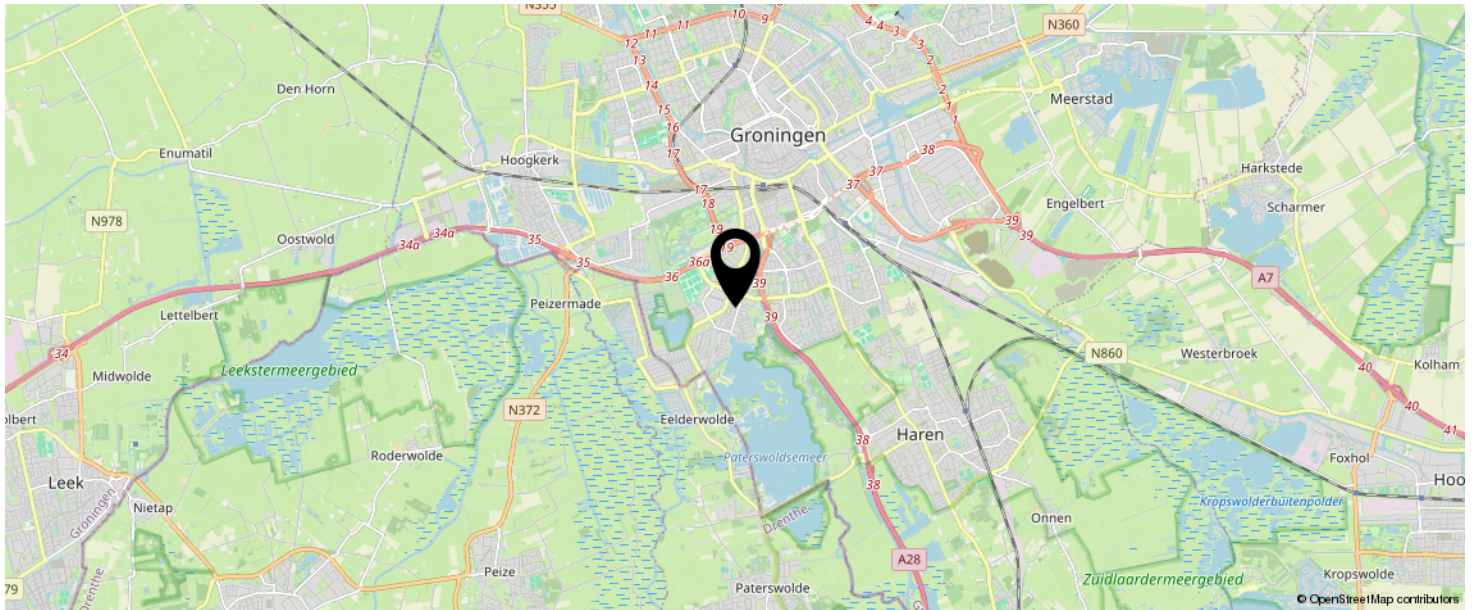 N355
10
9
11
11
12
13
14
15
16
17
4
4
3
3
2
2
1
1
N360
Den Horn
Meerstad
Groningen
Enumatil
Hoogkerk
38
Harkstede
37
37
17
18
Engelbert
Scharmer
N978
Oostwold
34a
34a
35
19
19
39
39
35
36
36a
39
A7
Peizermade
Lettelbert
39
34
N860
Westerbroek
Kolham
Midwolde
Leekstermeergebied
40
40
41
N372
olbert
Eelderwolde
Haren
38
Roderwolde
Paterswoldsemeer
Foxhol
Leek
38
Hoo
Nietap
Groningen
Kropswolderbuitenpolder
Drenthe
Onnen
A28
Peize
Zuidlaardermeergebied
Kropswolde
79
Drenthe
Paterswolde
G
© OpenStreetMap contributors